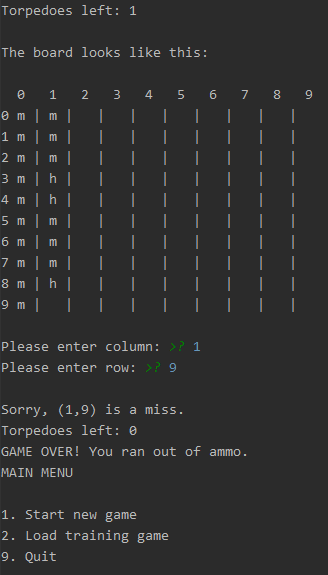 Torpedoes left: 1
The board looks like this:
  0   1   2   3   4   5   6   7   8   9
0 m | m |   |   |   |   |   |   |   |
1 m | m |   |   |   |   |   |   |   |
2 m | m |   |   |   |   |   |   |   |
3 m | h |   |   |   |   |   |   |   |
4 m | h |   |   |   |   |   |   |   |
5 m | m |   |   |   |   |   |   |   |
6 m | m |   |   |   |   |   |   |   |
7 m | m |   |   |   |   |   |   |   |
8 m | h |   |   |   |   |   |   |   |
9 m |   |   |   |   |   |   |   |   |
Please enter column: >? 1
Please enter row: >? 9
Sorry, (1,9) is a miss.
Torpedoes left: 0
GAME OVER! You ran out of ammo.
MAIN MENU
1. Start new game
2. Load training game
9. Quit